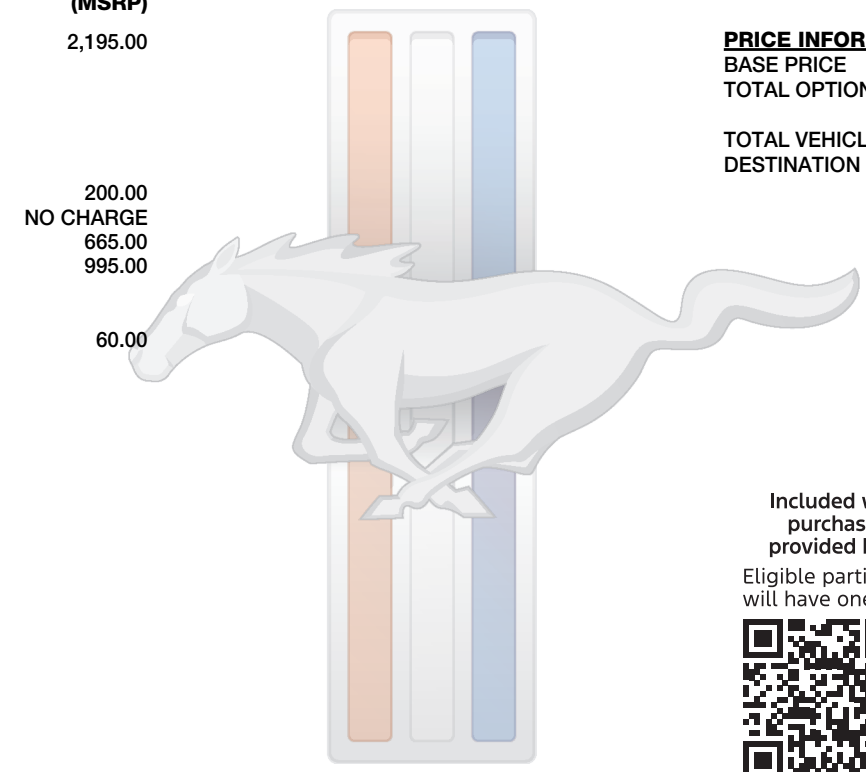 (MSRP)
2,195.00
200.00
NO CHARGE
665.00
995.00
60.00
PRICE INFOR
BASE PRICE
TOTAL OPTION
TOTAL VEHICL
DESTINATION
Included w
purchas
provided b
Eligible parti
will have one